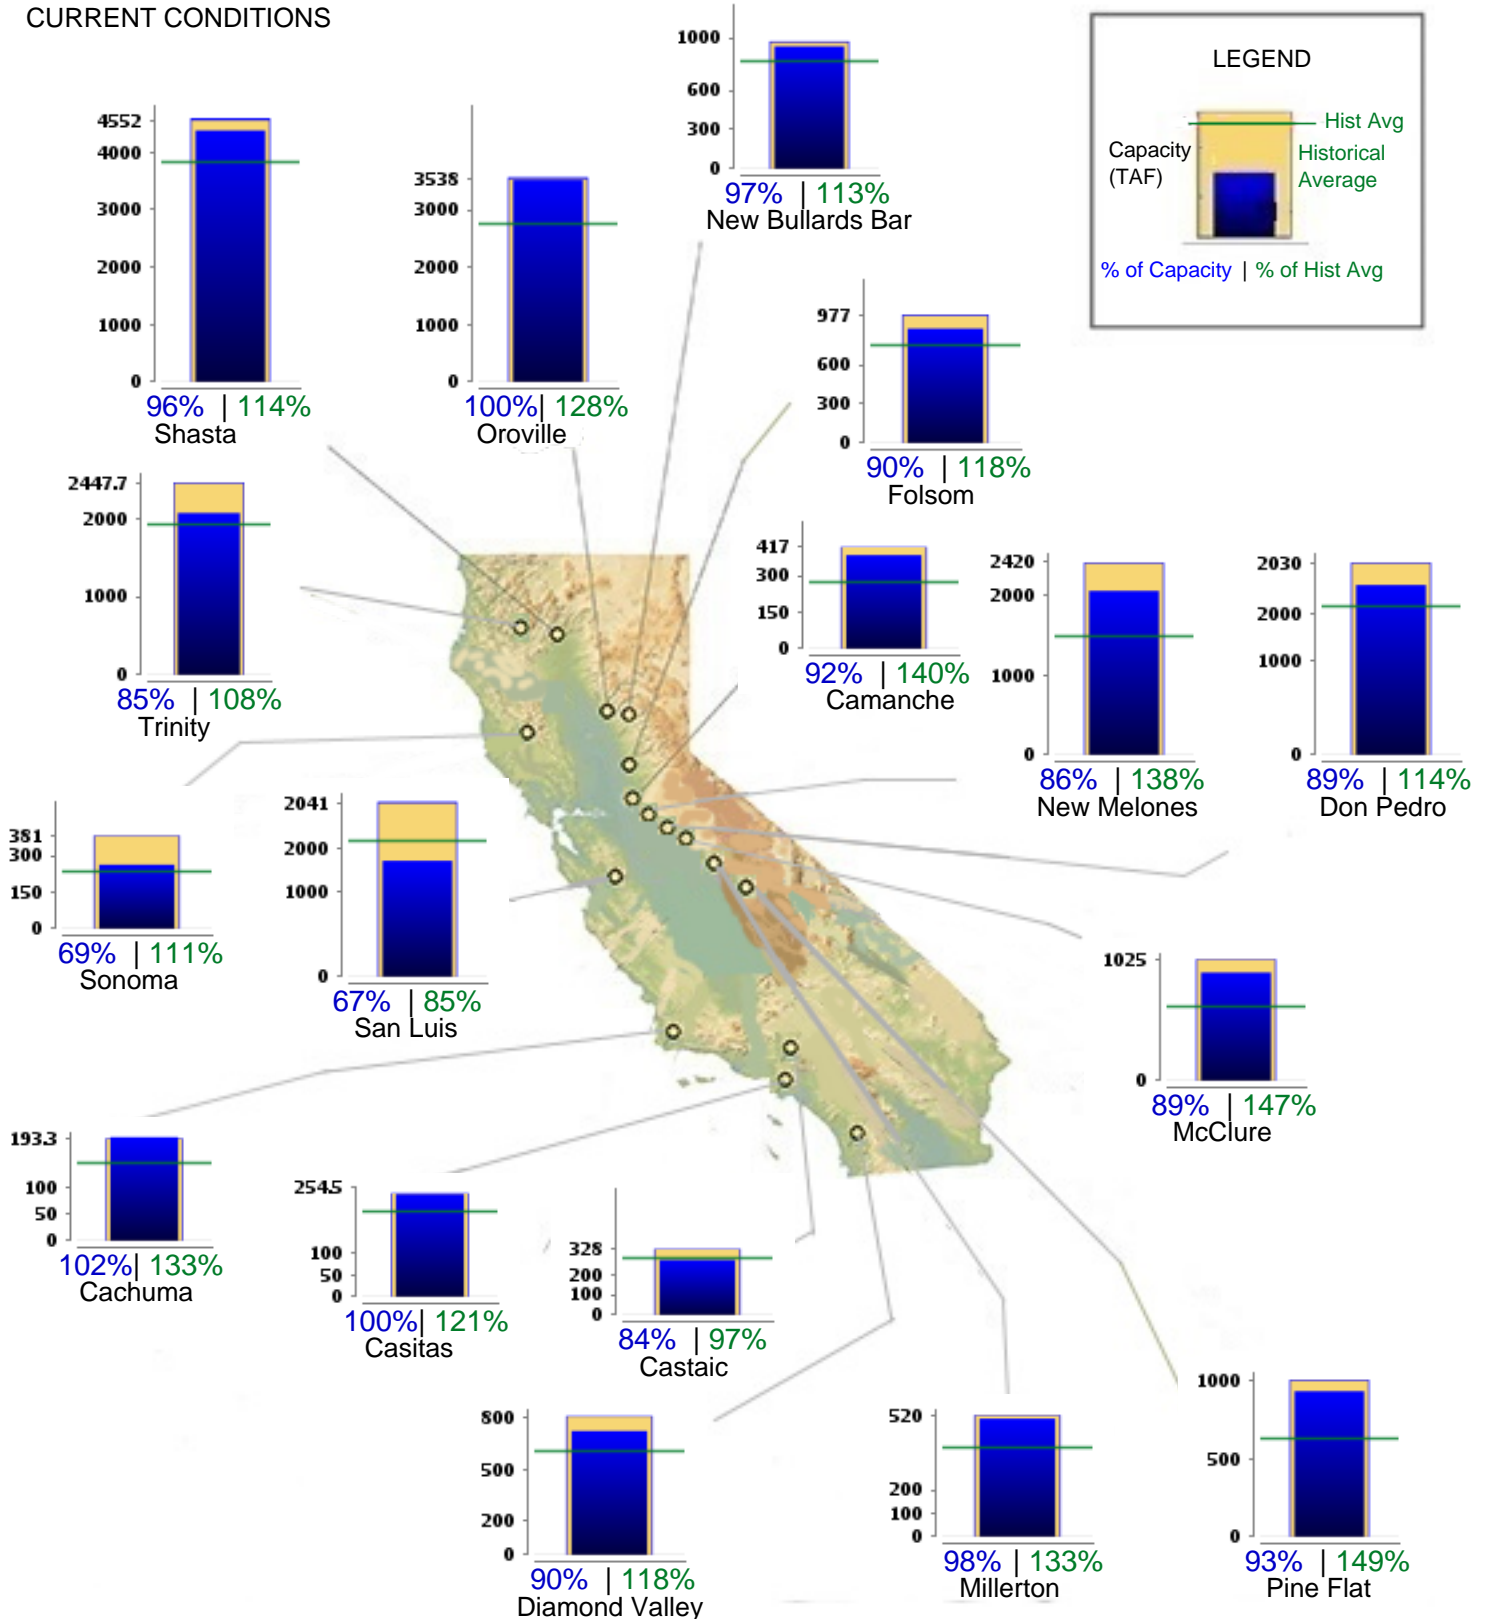 CURRENT CONDITIONS
LEGEND
Hist Avg
Capacity
(TAF)
Historical
Average
% of Capacity | % of Hist Avg
1000
600
300
0
97% | 113%
New Bullards Bar
4552
4000
3000
2000
1000
0
96% | 114%
Shasta
3538
3000
2000
1000
0
100%| 128%
Oroville
977
600
300
0
90% | 118%
Folsom
2447.7
2000
1000
0
85% | 108%
Trinity
417
300
150
0
92% | 140%
Camanche
2420
2000
1000
0
86% | 138%
New Melones
2030
2000
1000
0
89% | 114%
Don Pedro
381
300
150
0
69% | 111%
Sonoma
2041
2000
1000
0
67% | 85%
San Luis
1025
0
89% | 147%
McClure
193.3
100
50
0
102%| 133%
Cachuma
254.5
100
50
0
100%| 121%
Casitas
328
200
100
0
84% | 97%
Castaic
800
500
200
0
90% | 118%
Diamond Valley
520
200
100
0
98% | 133%
Millerton
1000
500
0
93% | 149%
Pine Flat